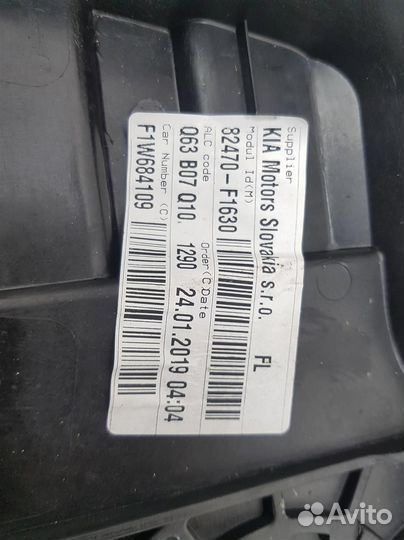 Supplier
KIA Motors Slovakia s.r.o. FL
Modul Id(M)
82470-F1630
ALC code Order(C)Date
Q63 B07 Q10 1290 24.01.2019 04:04
Car Number (C)
F1W684109
Avito